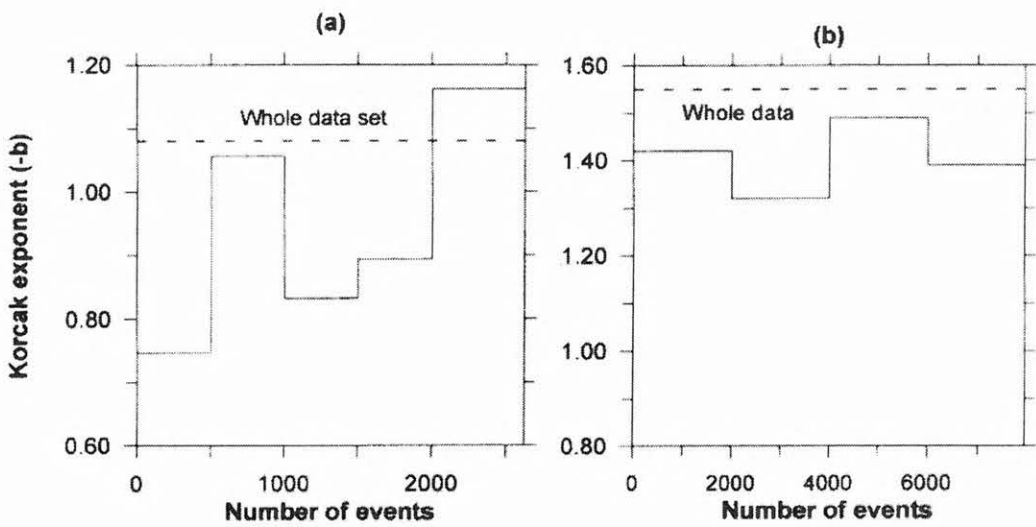 (a)
Korcak exponent (-b)
1.20
1.00
0.80
0.60
Whole data set
0 1000 2000
Number of events
(b)
1.60
1.40
1.20
1.00
0.80
Whole data
0 2000 4000 6000
Number of events